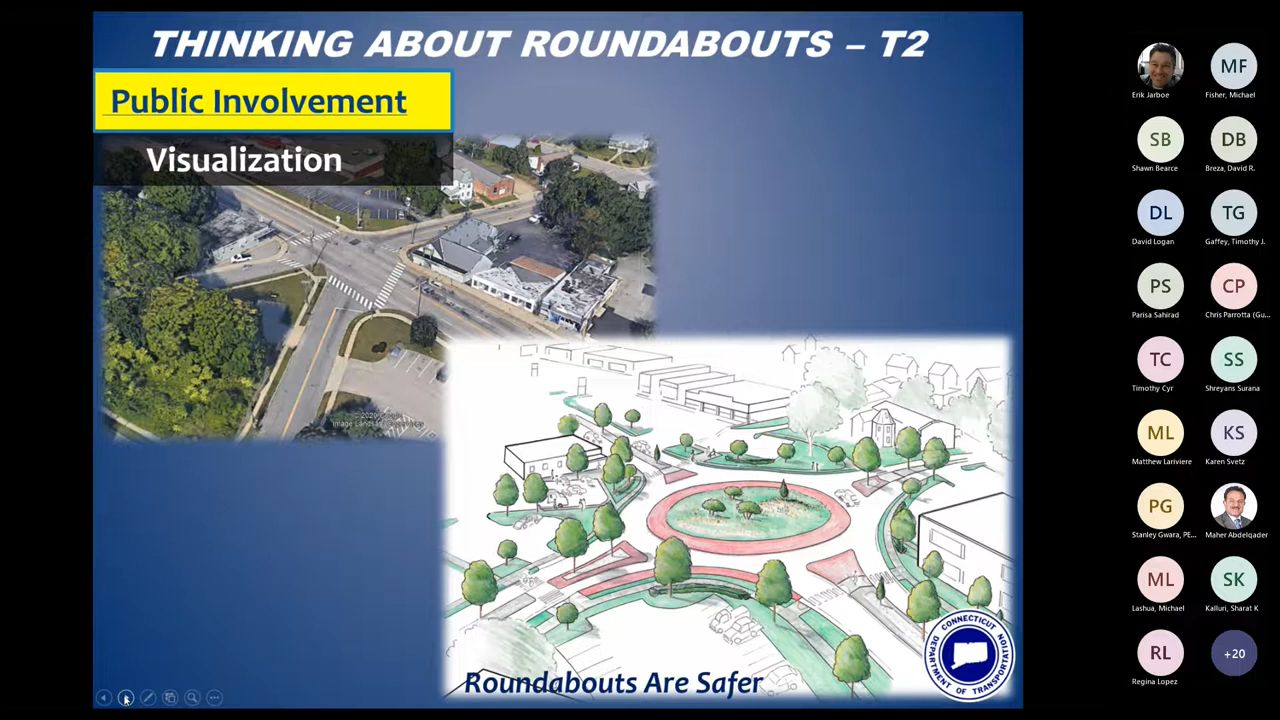 THINKING ABOUT ROUNDABOUTS – T2
Public Involvement
Visualization
Roundabouts Are Safer
CONNECTICUT
DEPARTMENT OF TRANSPORTATION
Erik Jarboe
MF
Fisher, Michael
SB
Shawn Bearce
DB
Breza, David R.
DL
David Logan
TG
Gaffey, Timothy J.
PS
Parisa Sahirad
CP
Chris Parrotta (Gu...
TC
Timothy Cyr
SS
Shreyans Surana
ML
Matthew Lariviere
KS
Karen Svetz
PG
Stanley Gwara, PE...
Maher Abdelqader
ML
Lashua, Michael
SK
Kalluri, Sharat K
RL
Regina Lopez
+20